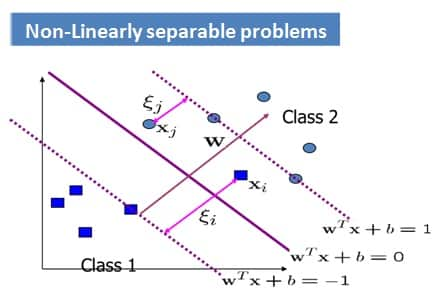 Non-Linearly separable problems
ξj
xj
Class 2
w
xi
ξi
wᵀx + b = 1
wᵀx + b = 0
Class 1
wᵀx + b = −1